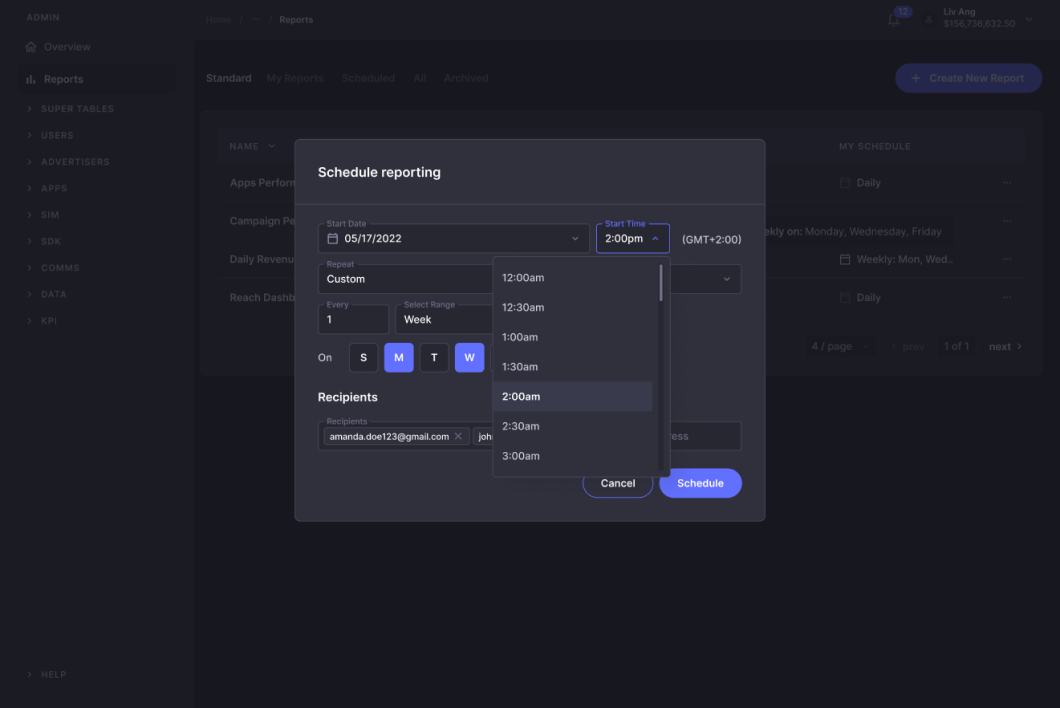 ADMIN
Home / ··· / Reports
12
Liv Ang
$156,736,632.50
Overview
Reports
SUPER TABLES
USERS
ADVERTISERS
APPS
SIM
SDK
COMMS
DATA
KPI
HELP
Standard My Reports Scheduled All Archived
+ Create New Report
NAME MY SCHEDULE
Apps Perforn Daily
Campaign Pe
ekly on: Monday, Wednesday, Friday
Daily Revenu Weekly: Mon, Wed...
Reach Dashb Daily
4 / page prev 1 of 1 next
Schedule reporting
Start Date
05/17/2022
Start Time
2:00pm
(GMT+2:00)
Repeat
Custom
Every
1
Select Range
Week
On S M T W
Recipients
Recipients
amanda.doe123@gmail.com
ess
12:00am
12:30am
1:00am
1:30am
2:00am
2:30am
3:00am
Cancel
Schedule